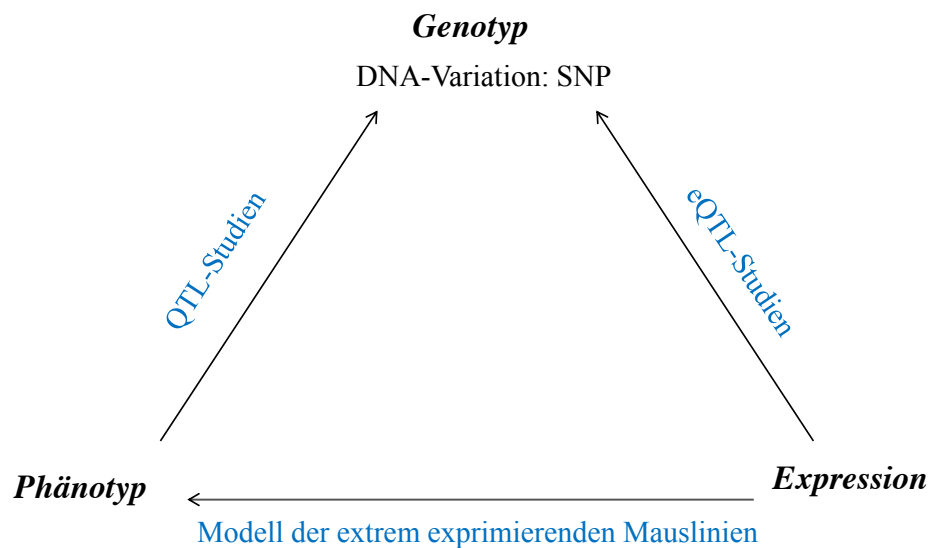 Genotyp
DNA-Variation: SNP
QTL-Studien
eQTL-Studien
Phänotyp
Expression
Modell der extrem exprimierenden Mauslinien